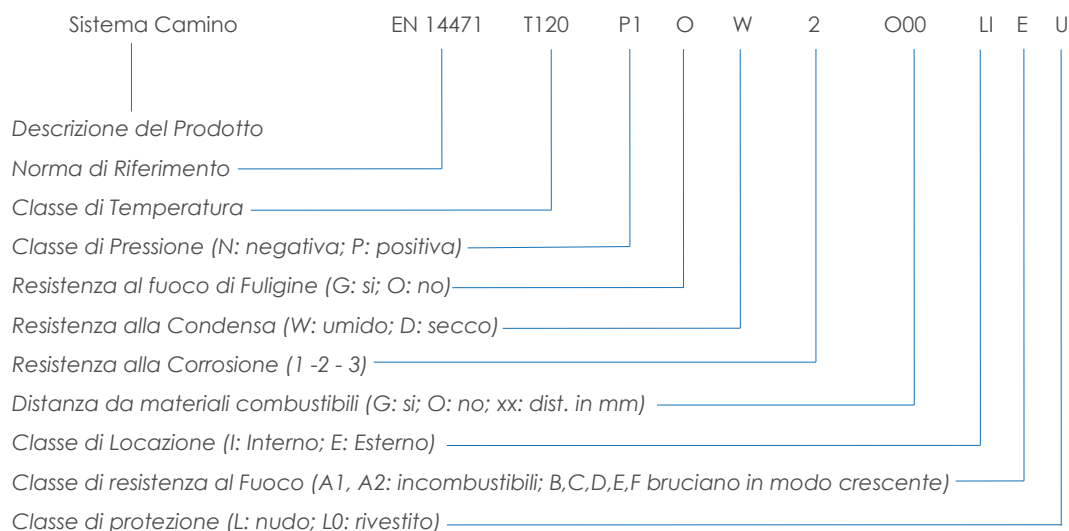 Sistema Camino EN 14471 T120 P1 O W 2 O00 LI E U
Descrizione del Prodotto
Norma di Riferimento
Classe di Temperatura
Classe di Pressione (N: negativa; P: positiva)
Resistenza al fuoco di Fuligine (G: si; O: no)
Resistenza alla Condensa (W: umido; D: secco)
Resistenza alla Corrosione (1 -2 - 3)
Distanza da materiali combustibili (G: si; O: no; xx: dist. in mm)
Classe di Locazione (I: Interno; E: Esterno)
Classe di resistenza al Fuoco (A1, A2: incombustibili; B,C,D,E,F bruciano in modo crescente)
Classe di protezione (L: nudo; L0: rivestito)